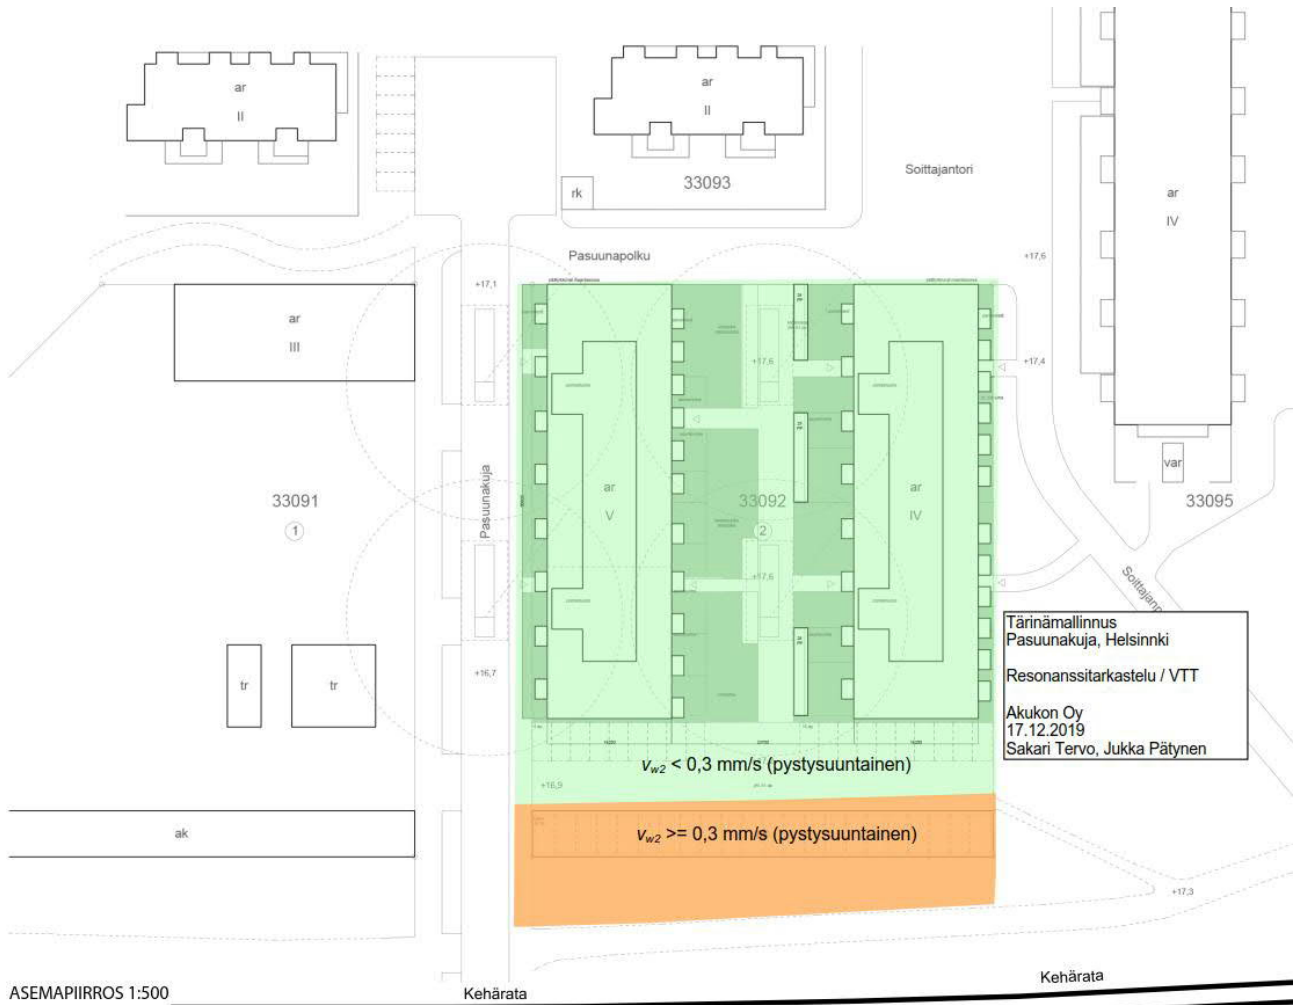 ar
II
ar
II
33093
rk
Soittajantori
ar
IV
Pasuunapolku
+17,1
+17,6
ar
III
+17,6
+17,4
Pasuunakuja
33091
1
ar
V
33092
2
ar
IV
var
33095
+17,6
tr
tr
+16,7
Tärinämallinnus
Pasuunakuja, Helsinnki
Resonanssitarkastelu / VTT
Akukon Oy
17.12.2019
Sakari Tervo, Jukka Pätynen
vw2 < 0,3 mm/s (pystysuuntainen)
+16,9
ak
vw2 >= 0,3 mm/s (pystysuuntainen)
+17,3
ASEMAPIIRROS 1:500
Kehärata
Kehärata